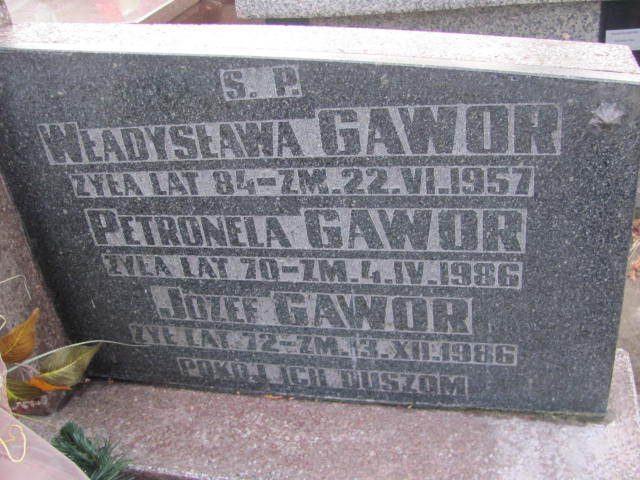 Ś. P.
WŁADYSŁAWA GAWOR
ŻYŁA LAT 84-ZM. 22.VI.1957
PETRONELA GAWOR
ŻYŁA LAT 70-ZM. 4.IV.1986
JÓZEF GAWOR
ŻYŁ LAT 72-ZM. 3.XII.1986
POKÓJ ICH DUSZOM